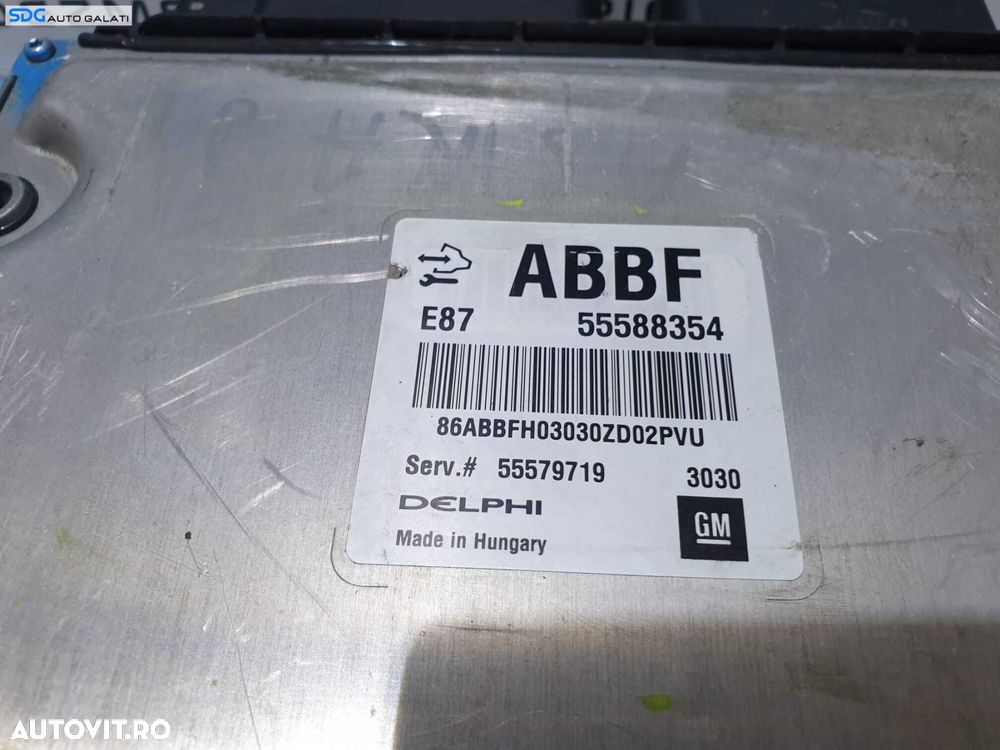 SDG AUTO GALATI
ABBF
E87 55588354
86ABBFH03030ZD02PVU
Serv.# 55579719 3030
DELPHI
Made in Hungary GM
AUTOVIT.RO